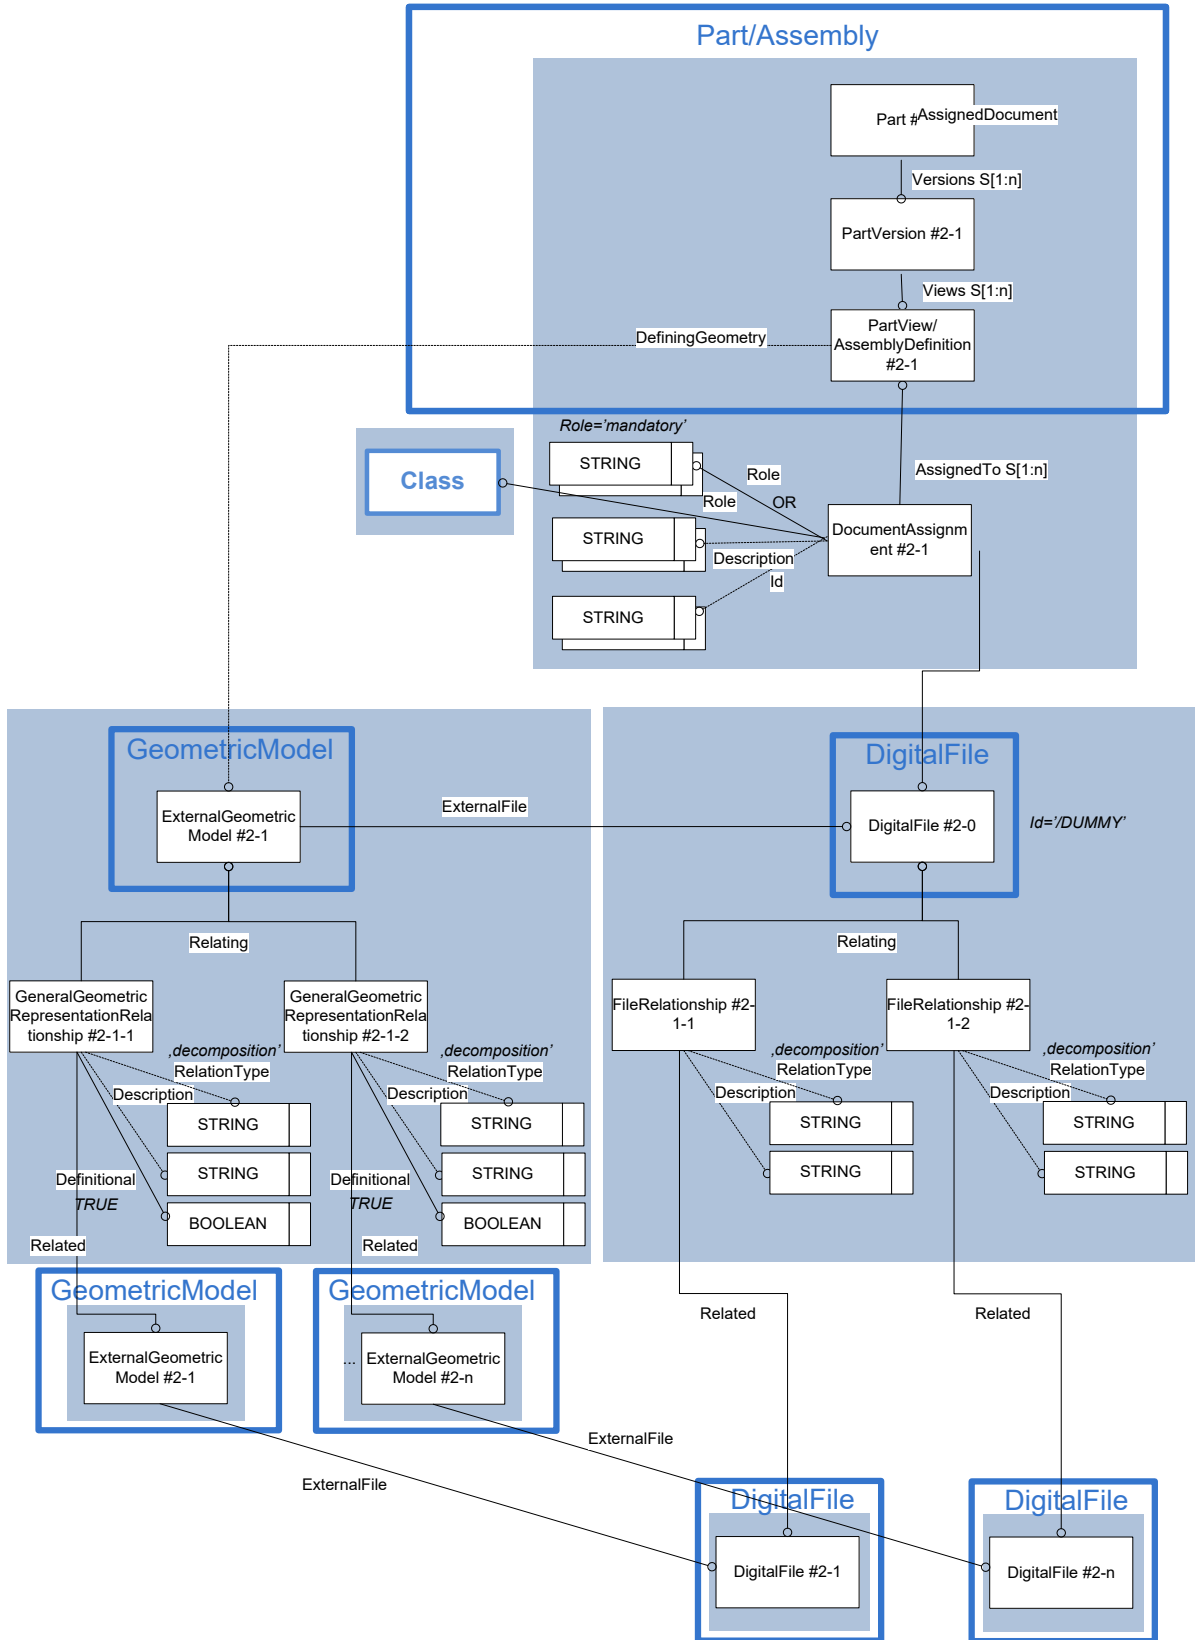 Part/Assembly
Part #
AssignedDocument
Versions S[1:n]
PartVersion #2-1
Views S[1:n]
PartView/
AssemblyDefinition
#2-1
DefiningGeometry
Role='mandatory'
STRING
Class
Role
Role
OR
AssignedTo S[1:n]
STRING
DocumentAssignm
ent #2-1
Description
Id
STRING
GeometricModel
DigitalFile
ExternalGeometric
Model #2-1
ExternalFile
DigitalFile #2-0
Id='/DUMMY'
Relating
Relating
GeneralGeometric
RepresentationRela
tionship #2-1-1
GeneralGeometric
RepresentationRela
tionship #2-1-2
FileRelationship #2-
1-1
FileRelationship #2-
1-2
‚decomposition'
RelationType
‚decomposition'
RelationType
‚decomposition'
RelationType
‚decomposition'
RelationType
Description
Description
Description
Description
STRING
STRING
STRING
STRING
STRING
STRING
STRING
STRING
Definitional
TRUE
Definitional
TRUE
BOOLEAN
BOOLEAN
Related
Related
GeometricModel
GeometricModel
Related
Related
ExternalGeometric
Model #2-1
...
ExternalGeometric
Model #2-n
ExternalFile
ExternalFile
DigitalFile
DigitalFile
DigitalFile #2-1
DigitalFile #2-n